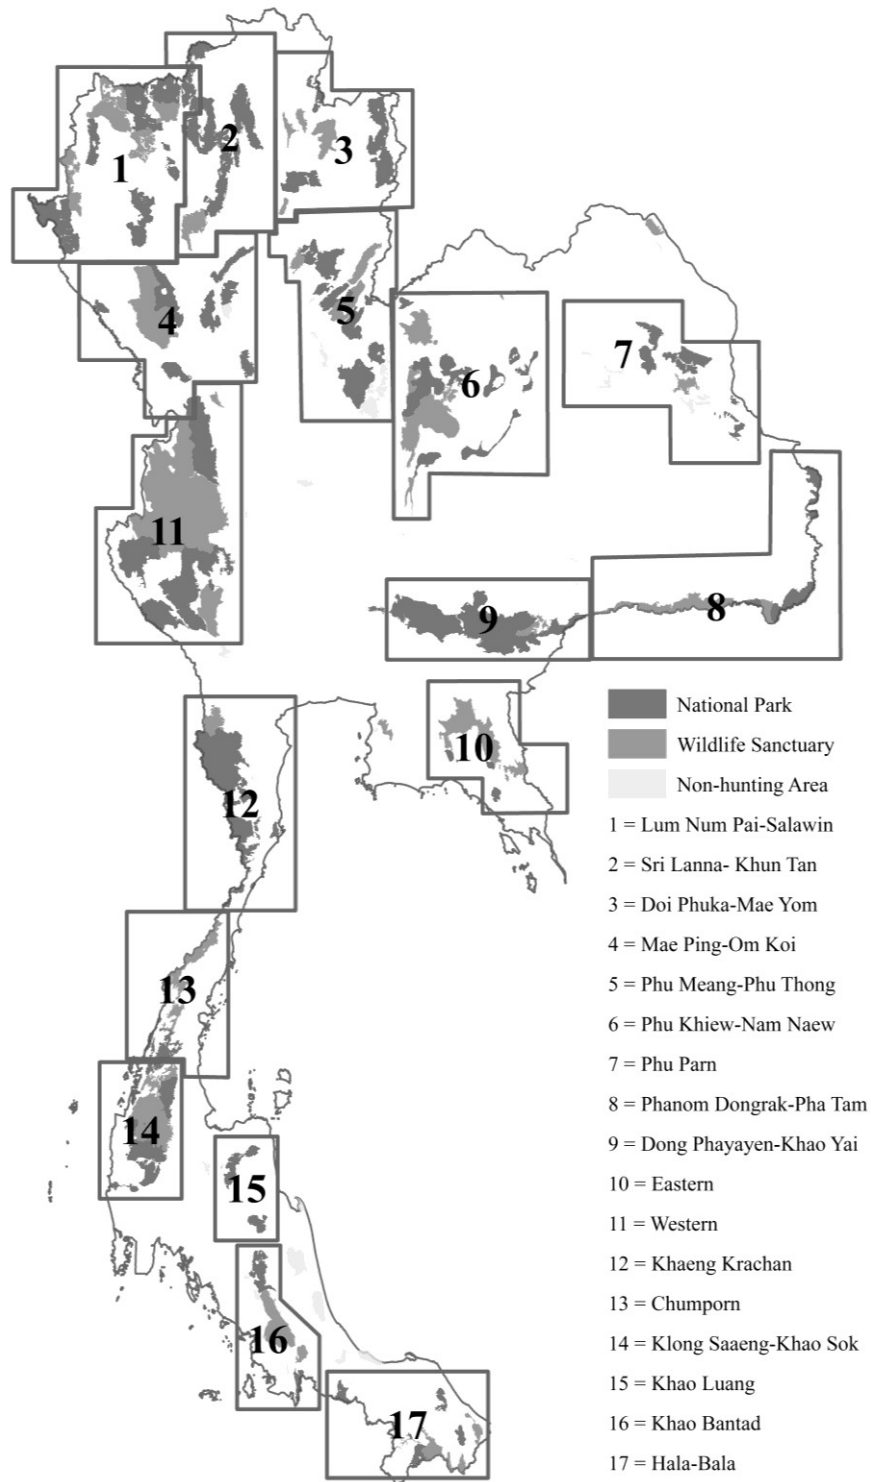 1
2
3
4
5
6
7
8
9
10
11
12
13
14
15
16
17
National Park
Wildlife Sanctuary
Non-hunting Area
1 = Lum Num Pai-Salawin
2 = Sri Lanna- Khun Tan
3 = Doi Phuka-Mae Yom
4 = Mae Ping-Om Koi
5 = Phu Meang-Phu Thong
6 = Phu Khiew-Nam Naew
7 = Phu Parn
8 = Phanom Dongrak-Pha Tam
9 = Dong Phayayen-Khao Yai
10 = Eastern
11 = Western
12 = Khaeng Krachan
13 = Chumporn
14 = Klong Saaeng-Khao Sok
15 = Khao Luang
16 = Khao Bantad
17 = Hala-Bala